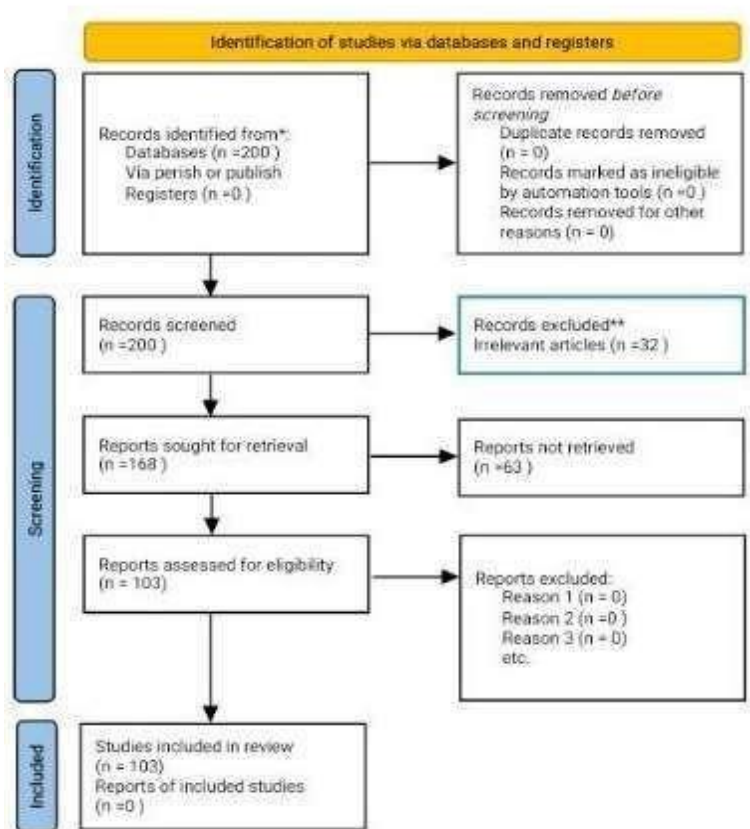 Identification of studies via databases and registers
Identification
Records identified from*:
Databases (n =200 )
Via perish or publish
Registers (n =0 )
Records removed before
screening
Duplicate records removed
(n = 0)
Records marked as ineligible
by automation tools (n =0 )
Records removed for other
reasons (n = 0)
Screening
Records screened
(n =200 )
Records excluded**
Irrelevant articles (n =32 )
Reports sought for retrieval
(n =168 )
Reports not retrieved
(n =63 )
Reports assessed for eligibility
(n = 103)
Reports excluded:
Reason 1 (n = 0)
Reason 2 (n =0 )
Reason 3 (n = 0)
etc.
Included
Studies included in review
(n = 103)
Reports of included studies
(n =0 )